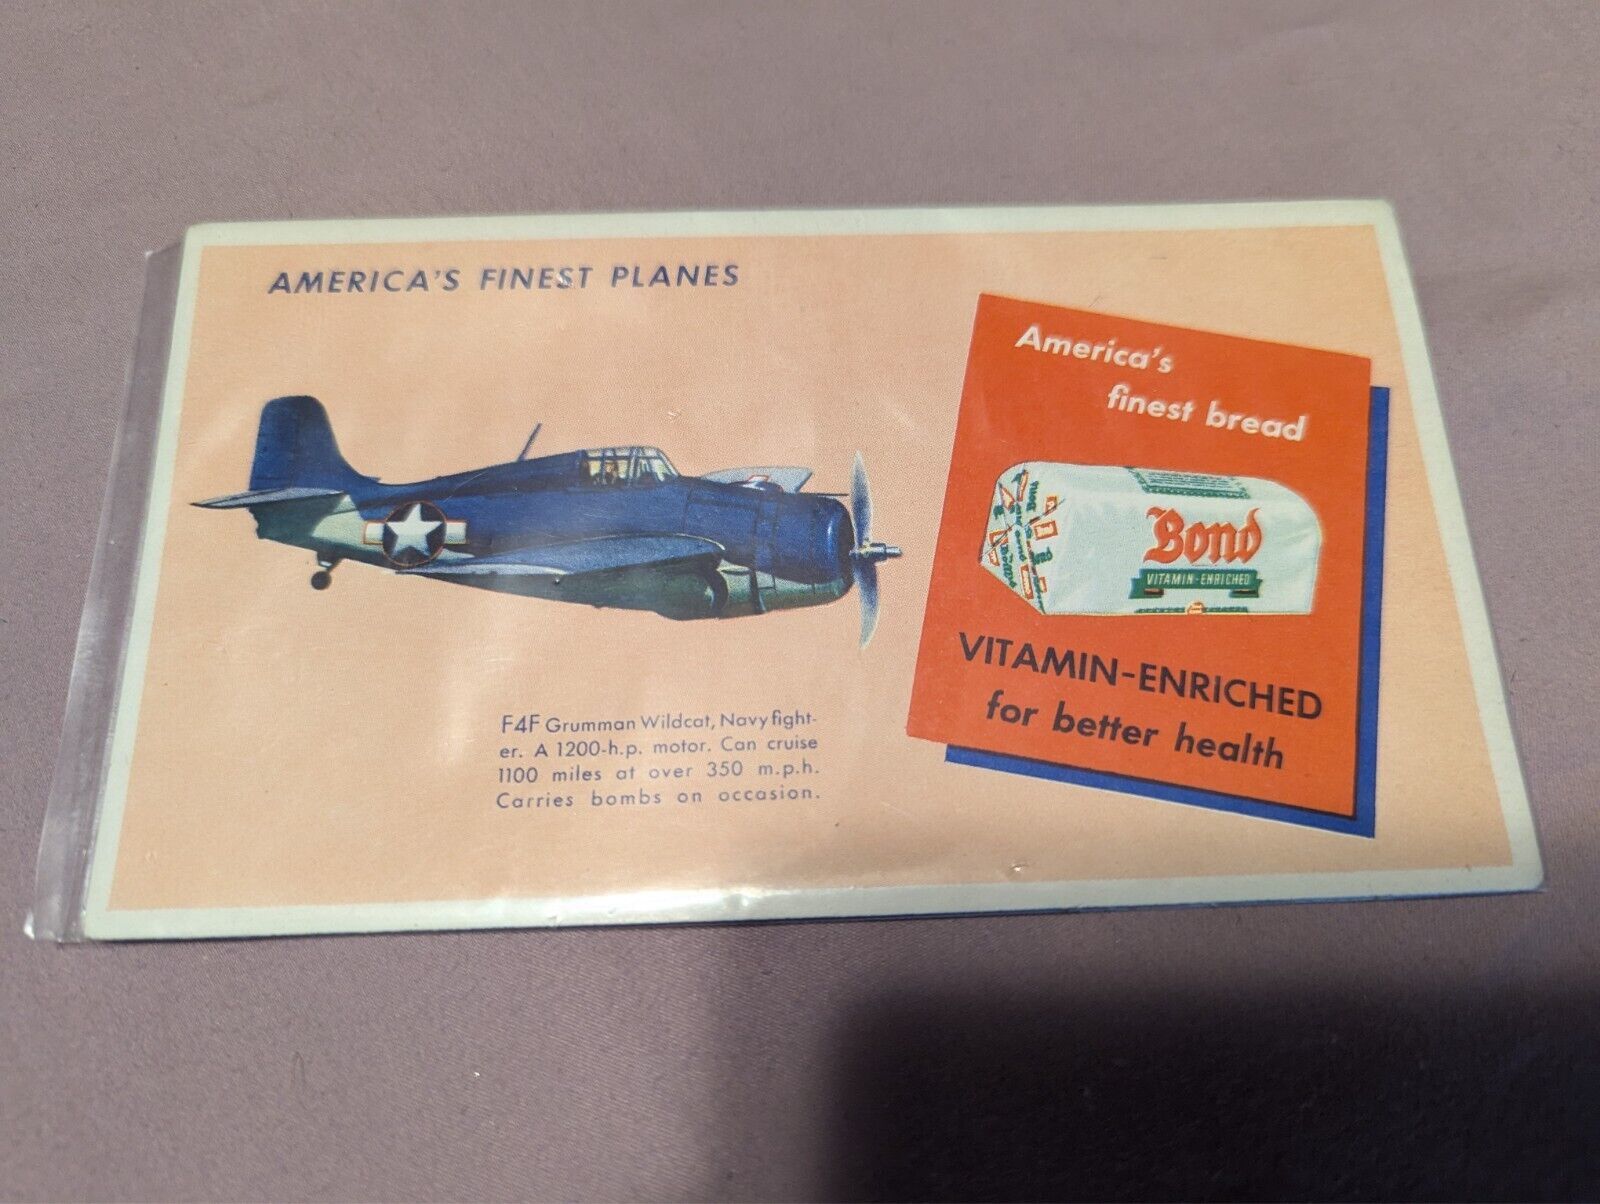 AMERICA'S FINEST PLANES
America's
finest bread
Bond
VITAMIN-ENRICHED
VITAMIN-ENRICHED
for better health
F4F Grumman Wildcat, Navy fight-
er. A 1200-h.p. motor. Can cruise
1100 miles at over 350 m.p.h.
Carries bombs on occasion.